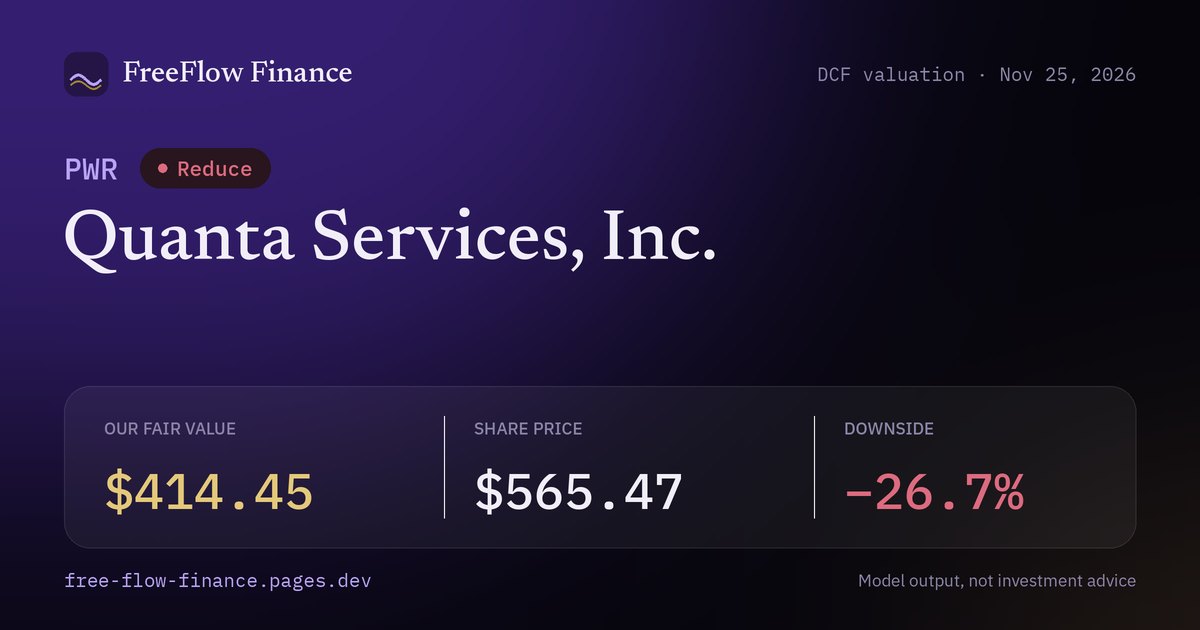 FreeFlow Finance
DCF valuation · Nov 25, 2026
PWR
Reduce
Quanta Services, Inc.
OUR FAIR VALUE
SHARE PRICE
DOWNSIDE
$414.45
$565.47
−26.7%
free-flow-finance.pages.dev
Model output, not investment advice